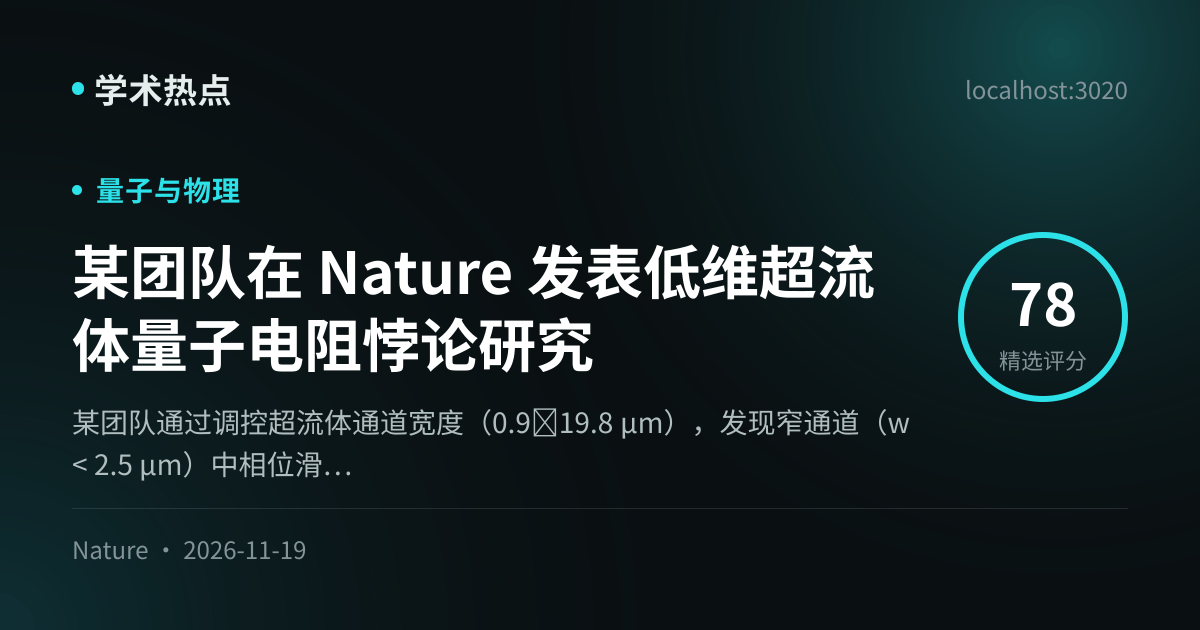 学术热点
localhost:3020
量子与物理
某团队在 Nature 发表低维超流
体量子电阻悖论研究
78
精选评分
某团队通过调控超流体通道宽度（0.9☒19.8 μm），发现窄通道（w
< 2.5 μm）中相位滑…
Nature · 2026-11-19